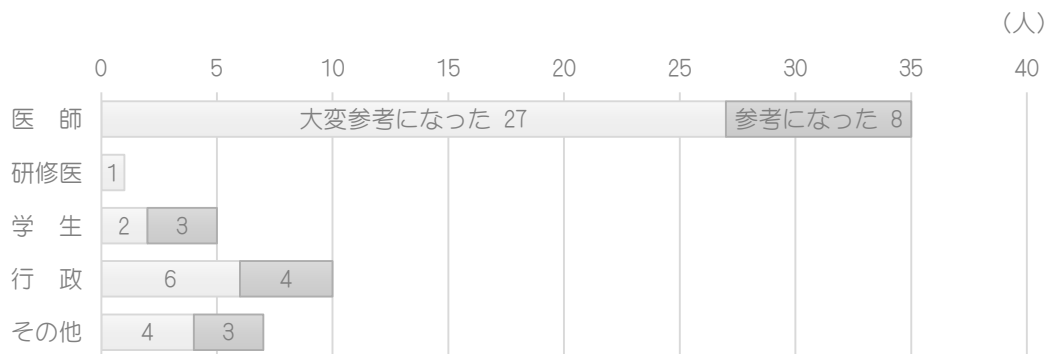 （人）
0 5 10 15 20 25 30 35 40
医　師 大変参考になった 27 参考になった 8
研修医 1
学　生 2 3
行　政 6 4
その他 4 3